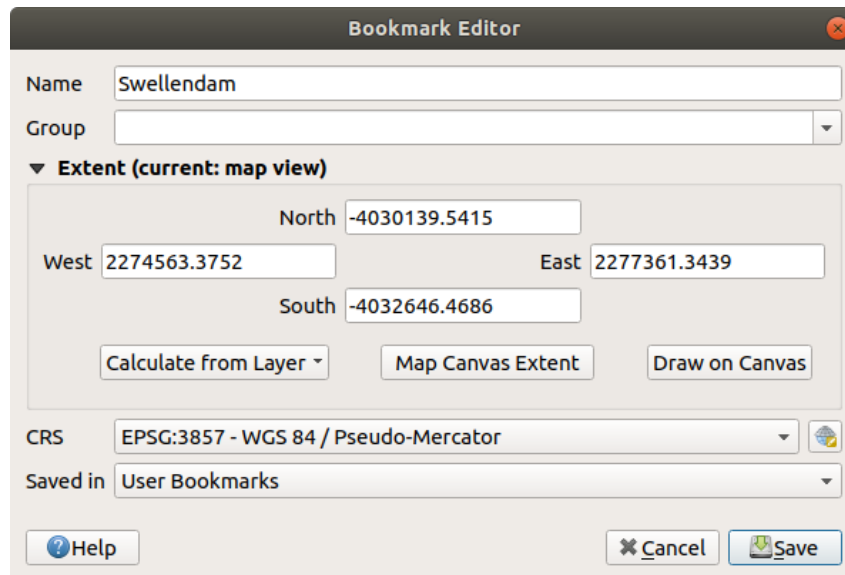 Bookmark Editor
Name Swellendam
Group
Extent (current: map view)
North -4030139.5415
West 2274563.3752 East 2277361.3439
South -4032646.4686
Calculate from Layer Map Canvas Extent Draw on Canvas
CRS EPSG:3857 - WGS 84 / Pseudo-Mercator
Saved in User Bookmarks
Help Cancel Save